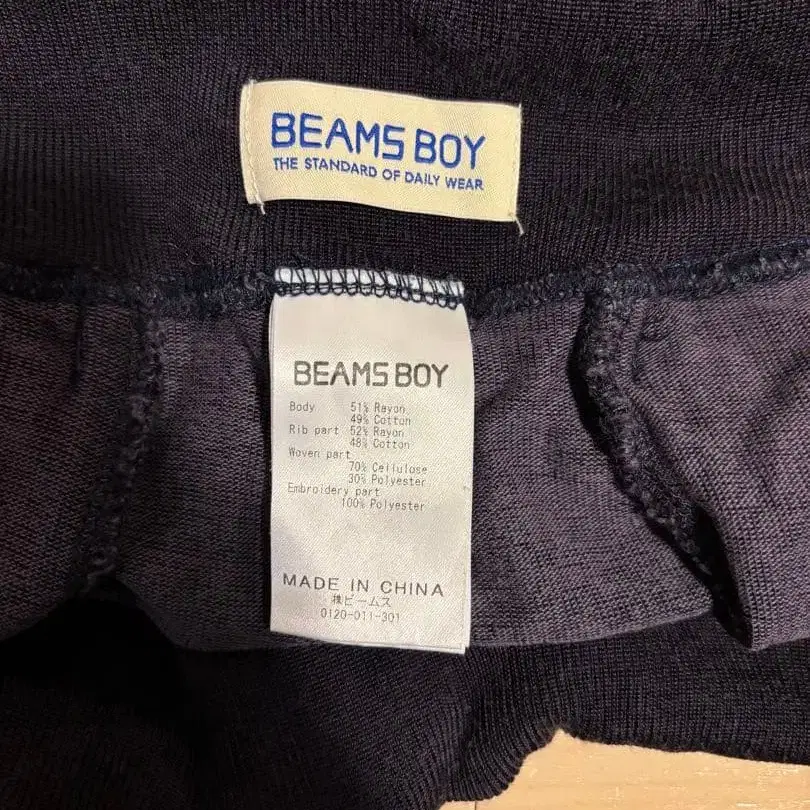 BEAMS BOY
THE STANDARD OF DAILY WEAR
BEAMS BOY
Body 51% Rayon
49% Cotton
Rib part 52% Rayon
48% Cotton
Woven part
70% Cellulose
30% Polyester
Embroidery part
100% Polyester
MADE IN CHINA
㈱ビームス
0120-011-301